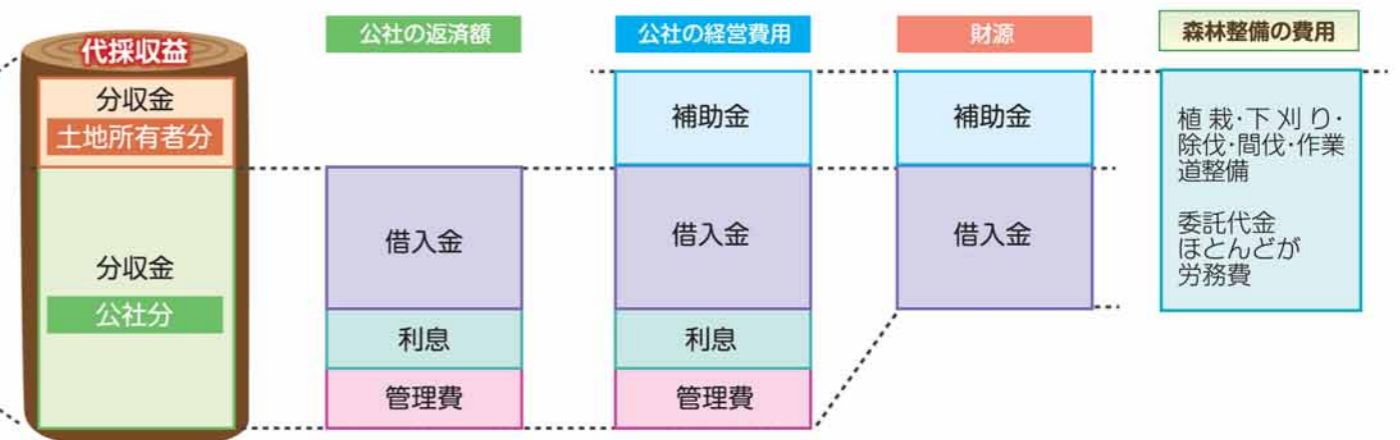 代採収益
分収金
土地所有者分
分収金
公社分
公社の返済額
借入金
利息
管理費
公社の経営費用
補助金
借入金
利息
管理費
財源
補助金
借入金
森林整備の費用
植栽・下刈り・
除伐・間伐・作業
道整備
委託代金
ほとんどが
労務費